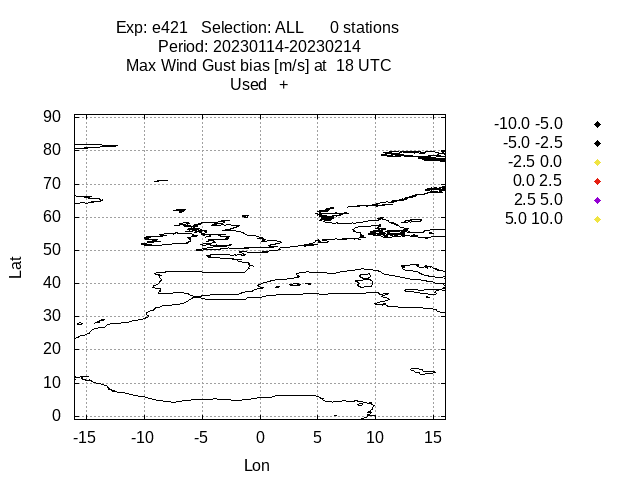 Exp: e421 Selection: ALL 0 stations
Period: 20230114-20230214
Max Wind Gust bias [m/s] at 18 UTC
Used +
90
80
70
60
50
40
30
20
10
0
Lat
-15 -10 -5 0 5 10 15
Lon
-10.0 -5.0
-5.0 -2.5
-2.5 0.0
0.0 2.5
2.5 5.0
5.0 10.0